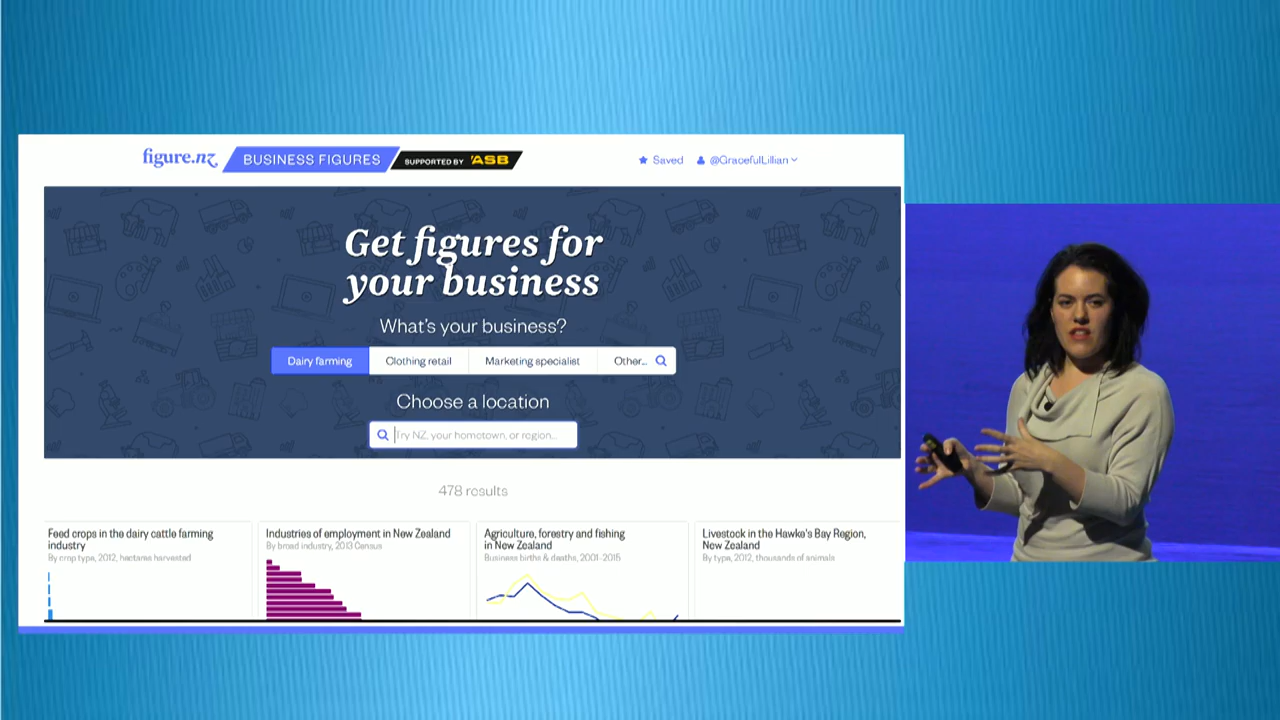 figure.nz
BUSINESS FIGURES
SUPPORTED BY ASB
Saved
@GracefulLillian
Get figures for
your business
What's your business?
Dairy farming
Clothing retail
Marketing specialist
Other...
Choose a location
Try NZ, your hometown, or region...
478 results
Feed crops in the dairy cattle farming
industry
By crop type, 2012, hectares harvested
Industries of employment in New Zealand
By broad industry, 2013 Census
Agriculture, forestry and fishing
in New Zealand
Business births & deaths, 2001-2015
Livestock in the Hawke's Bay Region,
New Zealand
By type, 2012, thousands of animals